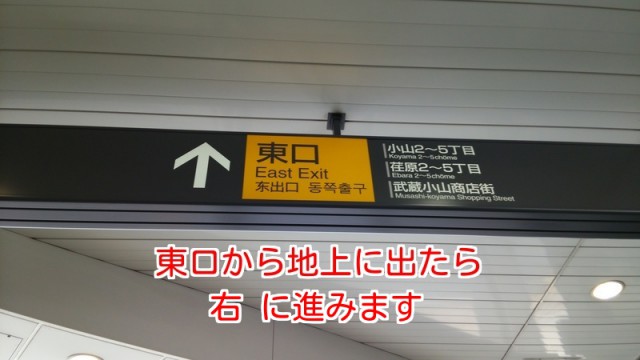 東口
East Exit
东出口 동쪽출구
小山2~5丁目
Koyama 2~5chōme
荏原2~5丁目
Ebara 2~5chōme
武蔵小山商店街
Musashi-koyama Shopping Street
東口から地上に出たら
右 に進みます